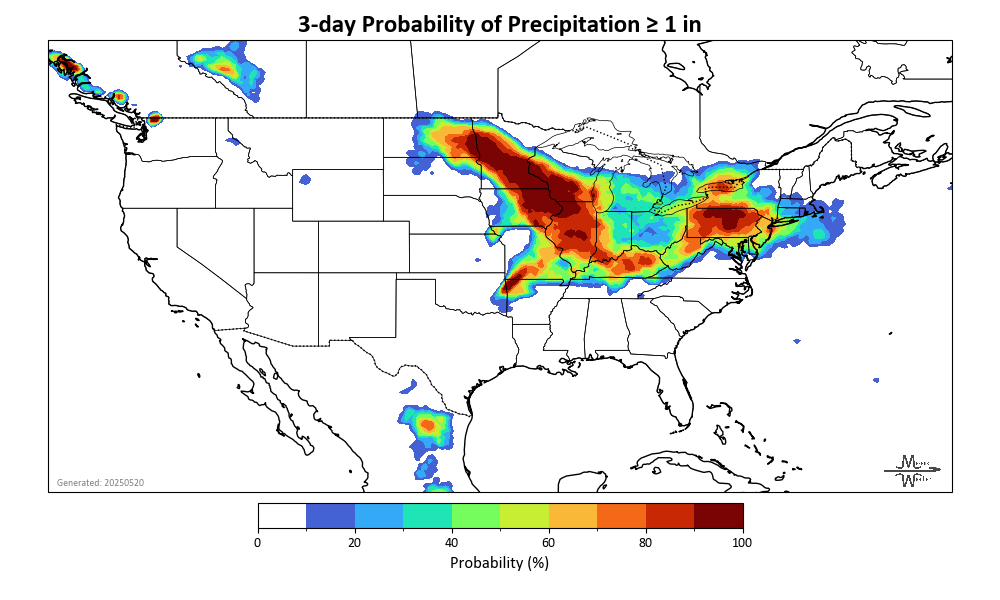 3-day Probability of Precipitation ≥ 1 in
Generated: 20250520
0 20 40 60 80 100
Probability (%)